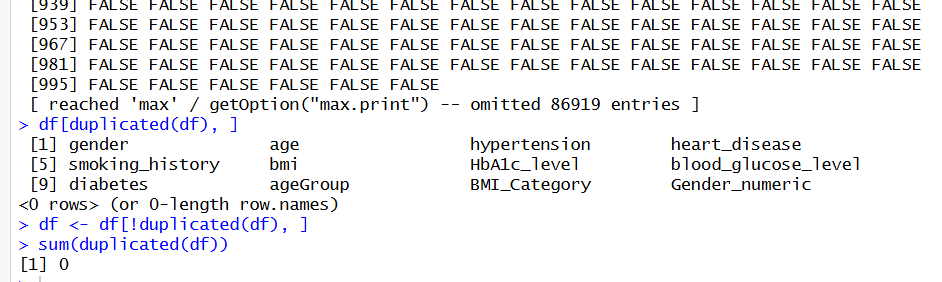 [939] FALSE FALSE FALSE FALSE FALSE FALSE FALSE FALSE FALSE FALSE FALSE FALSE FALSE FALSE
[953] FALSE FALSE FALSE FALSE FALSE FALSE FALSE FALSE FALSE FALSE FALSE FALSE FALSE FALSE
[967] FALSE FALSE FALSE FALSE FALSE FALSE FALSE FALSE FALSE FALSE FALSE FALSE FALSE FALSE
[981] FALSE FALSE FALSE FALSE FALSE FALSE FALSE FALSE FALSE FALSE FALSE FALSE FALSE FALSE
[995] FALSE FALSE FALSE FALSE FALSE FALSE
[ reached 'max' / getOption("max.print") -- omitted 86919 entries ]
> df[duplicated(df), ]
[1] gender age hypertension heart_disease
[5] smoking_history bmi HbA1c_level blood_glucose_level
[9] diabetes ageGroup BMI_Category Gender_numeric
<0 rows> (or 0-length row.names)
> df <- df[!duplicated(df), ]
> sum(duplicated(df))
[1] 0